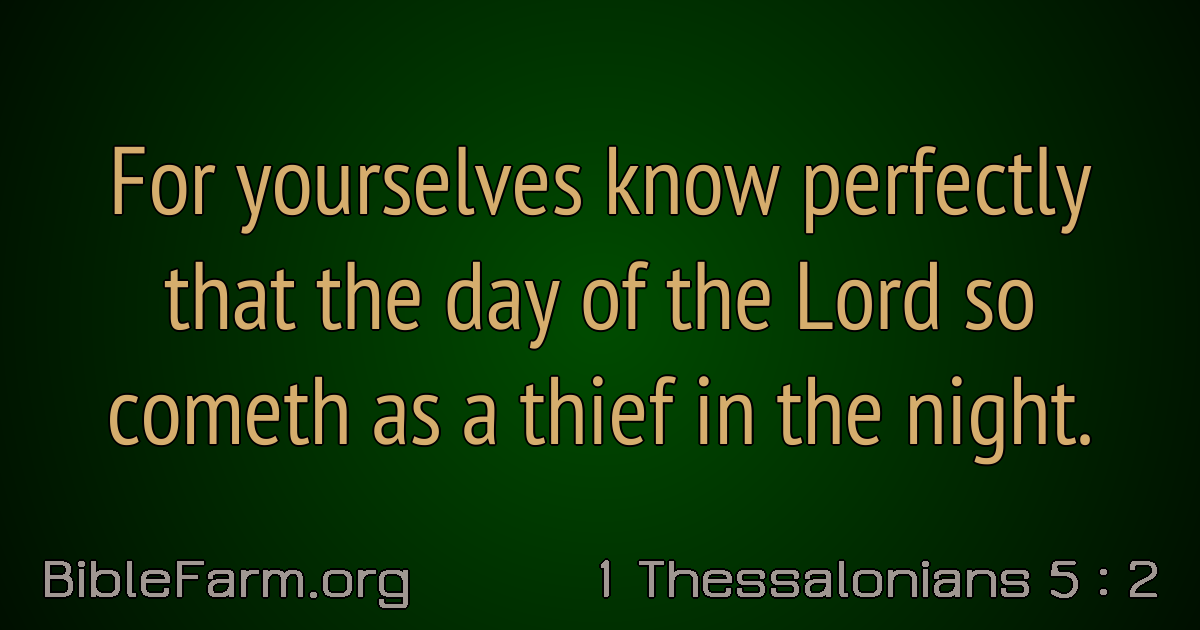 For yourselves know perfectly
that the day of the Lord so
cometh as a thief in the night.
BibleFarm.org
1 Thessalonians 5 : 2